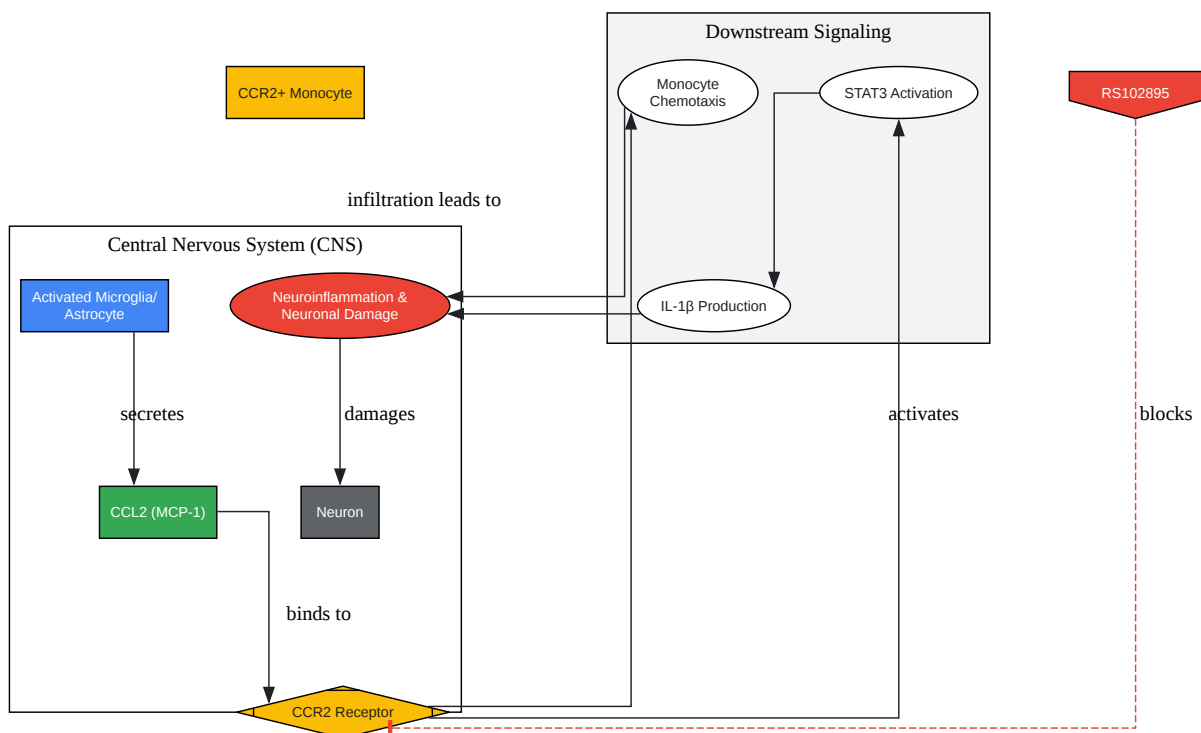 Downstream Signaling
CCR2+ Monocyte
Monocyte
Chemotaxis
STAT3 Activation
RS102895
infiltration leads to
Central Nervous System (CNS)
Activated Microglia/
Astrocyte
Neuroinflammation &
Neuronal Damage
IL-1β Production
secretes
damages
activates
blocks
CCL2 (MCP-1)
Neuron
binds to
CCR2 Receptor